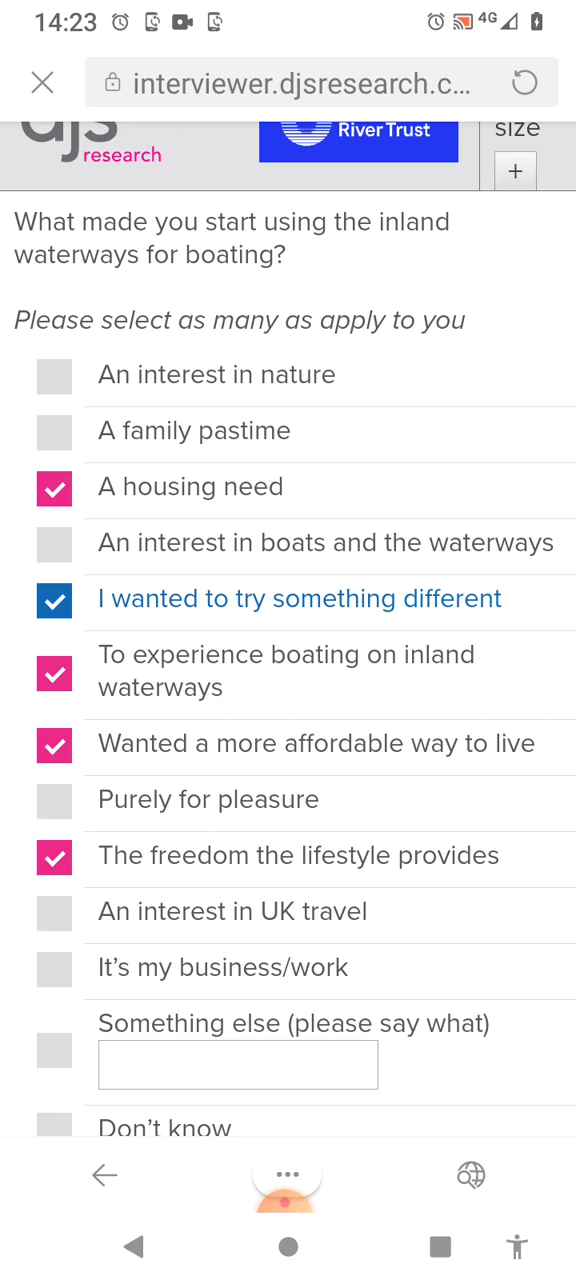 14:23
4G
interviewer.djsresearch.c...
djs
research
River Trust
size
+
What made you start using the inland
waterways for boating?
Please select as many as apply to you
An interest in nature
A family pastime
A housing need
An interest in boats and the waterways
I wanted to try something different
To experience boating on inland
waterways
Wanted a more affordable way to live
Purely for pleasure
The freedom the lifestyle provides
An interest in UK travel
It’s my business/work
Something else (please say what)
Don’t know